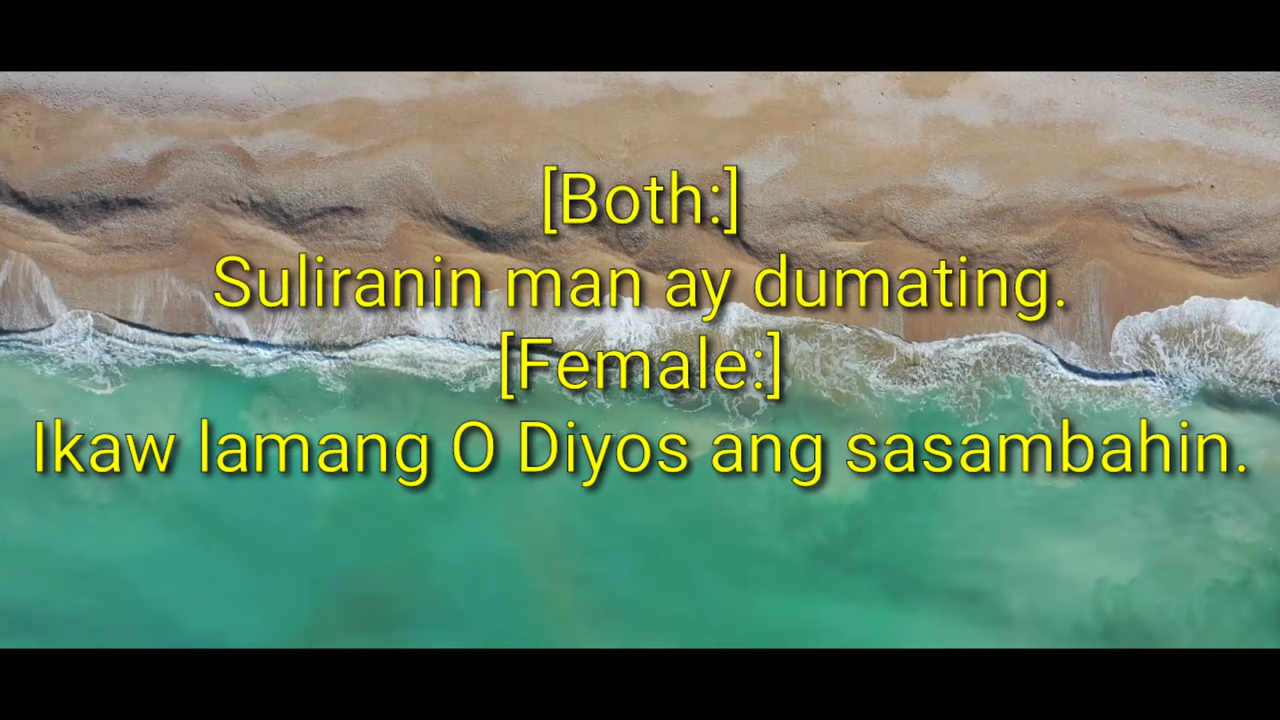 [Both:]
Suliranin man ay dumating.
[Female:]
Ikaw lamang O Diyos ang sasambahin.